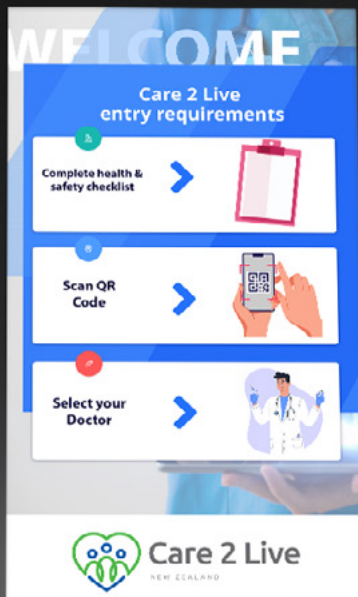 WELCOME
Care 2 Live
entry requirements
Complete health &
safety checklist
Scan QR
Code
Select your
Doctor
Care 2 Live
NEW ZEALAND